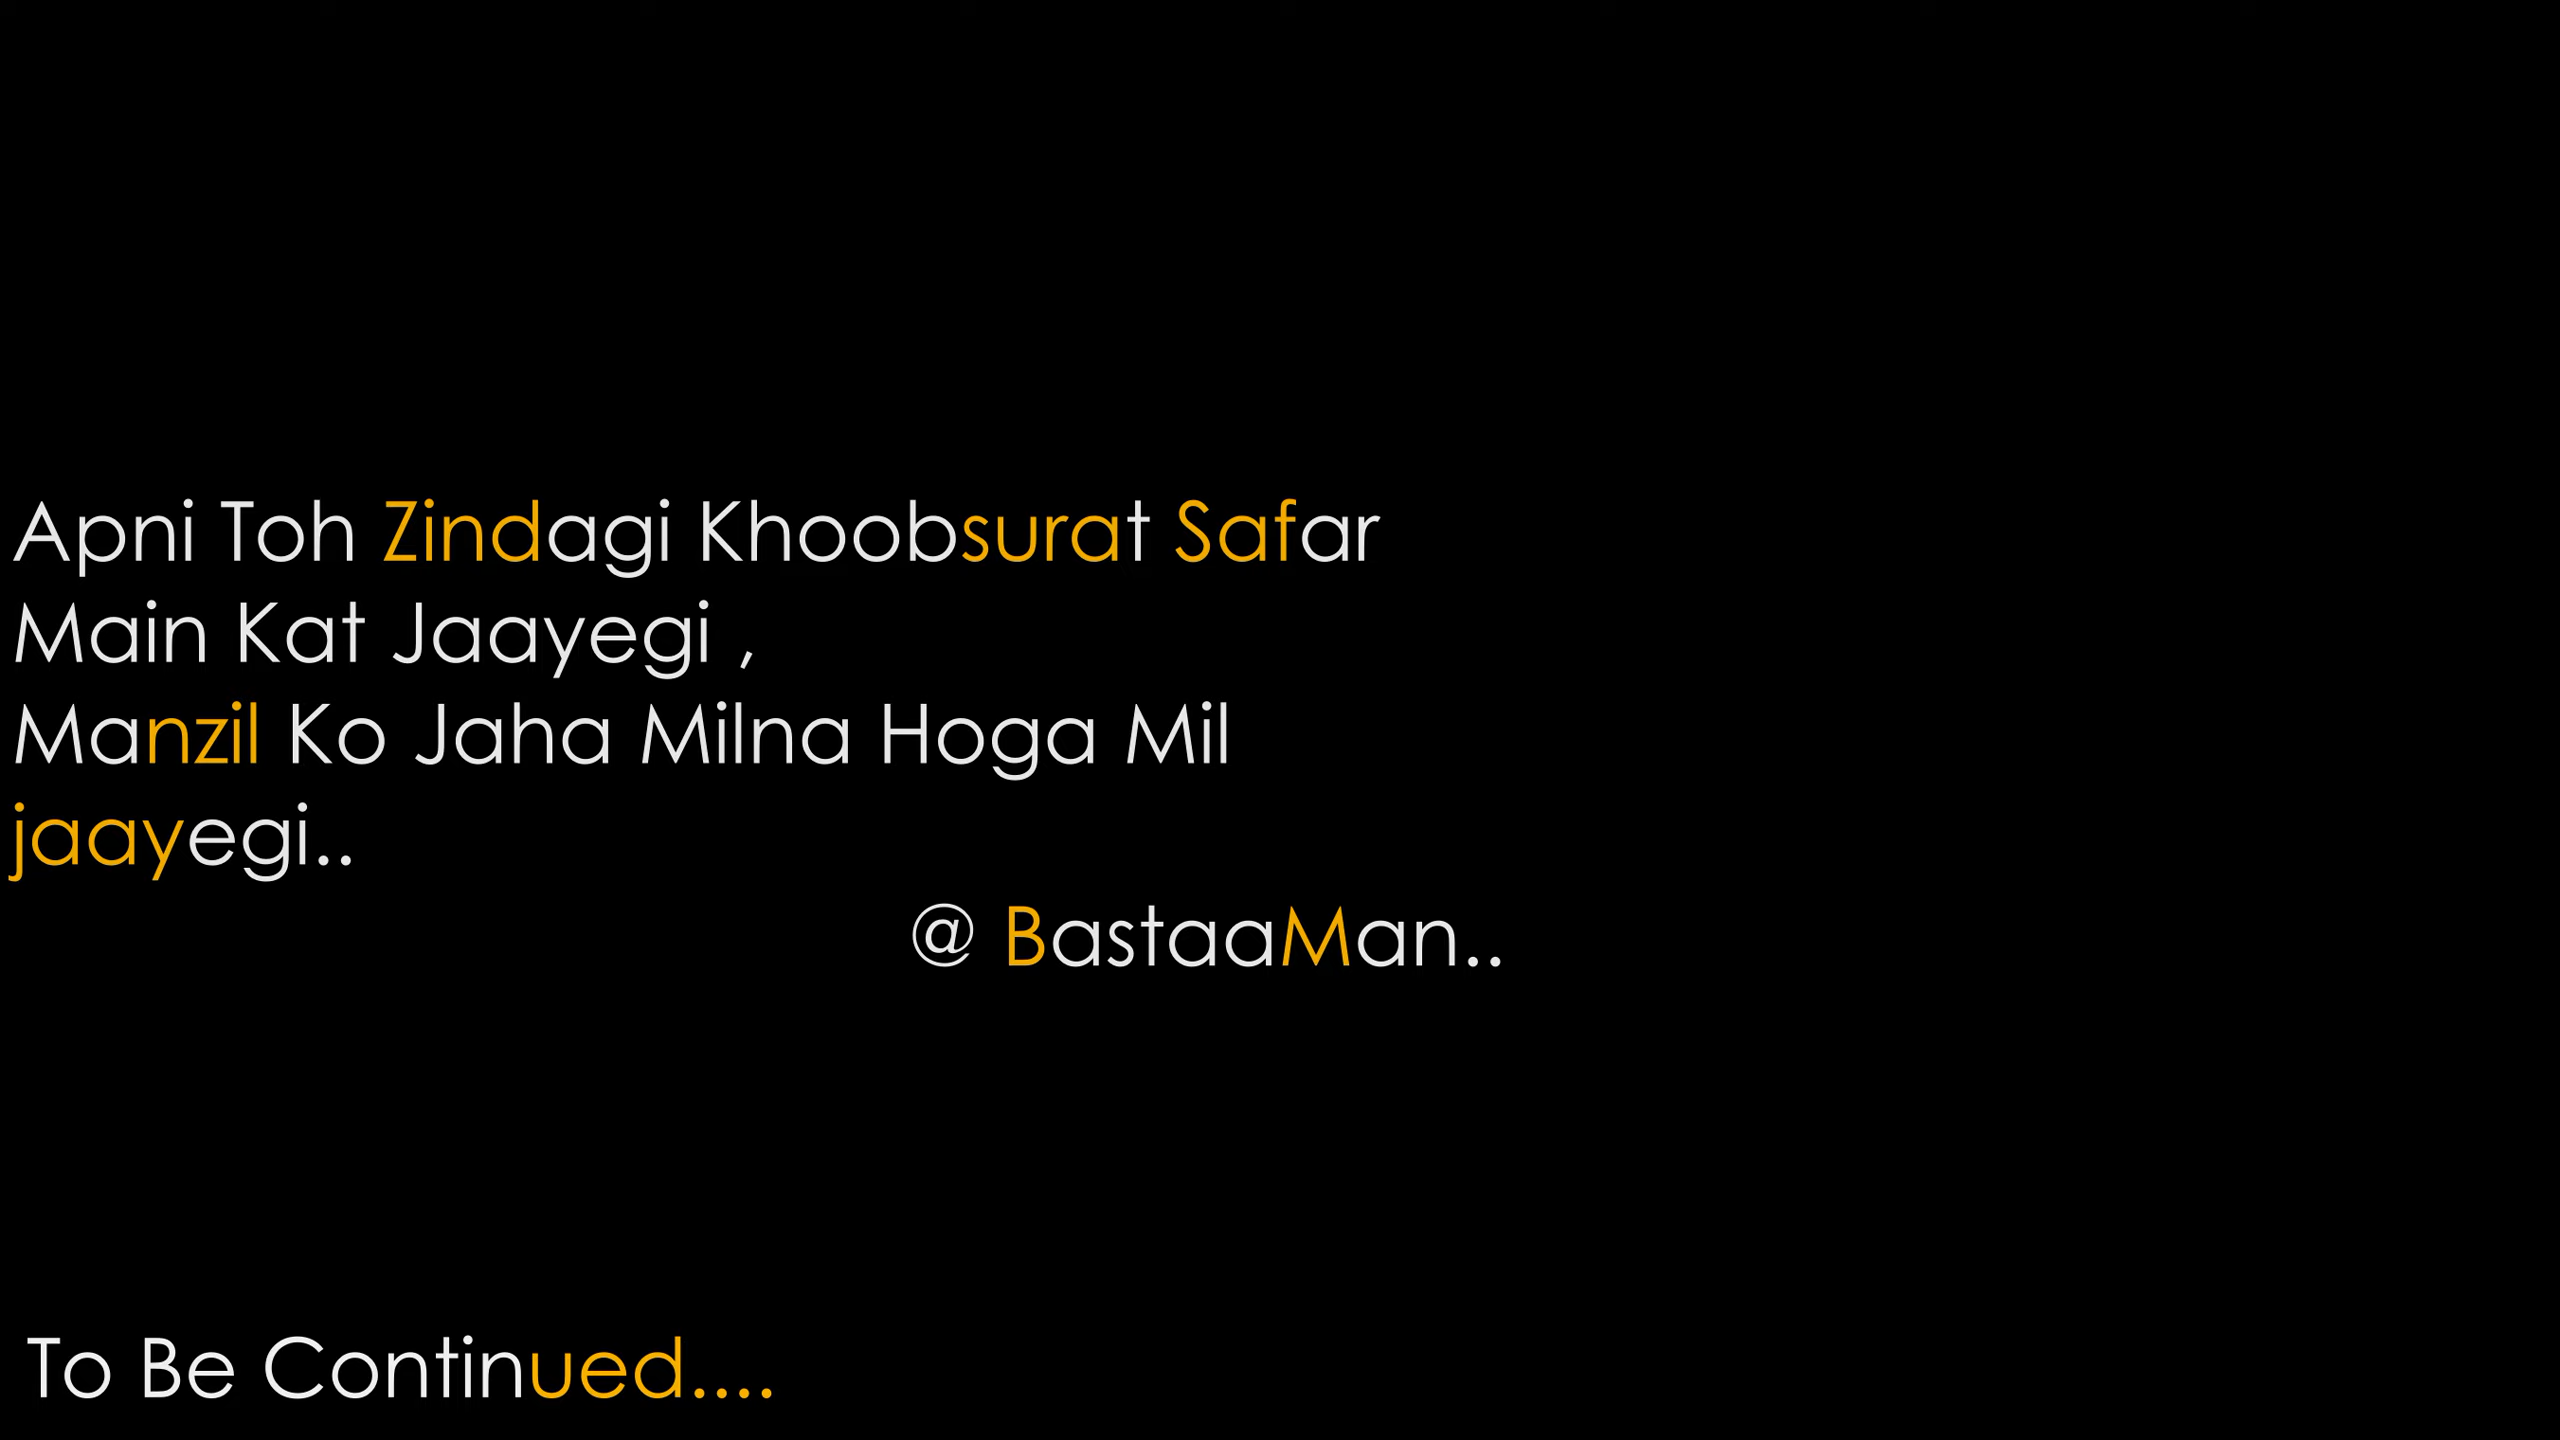 Apni Toh Zindagi Khoobsurat Safar
Main Kat Jaayegi ,
Manzil Ko Jaha Milna Hoga Mil
jaayegi..
@ BastaaMan..
To Be Continued....